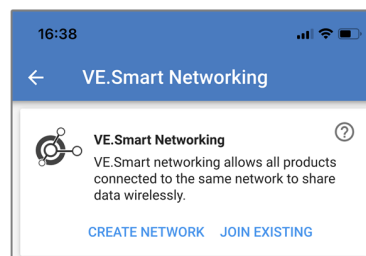 16:38
VE.Smart Networking
VE.Smart Networking
VE.Smart networking allows all products
connected to the same network to share
data wirelessly.
CREATE NETWORK JOIN EXISTING